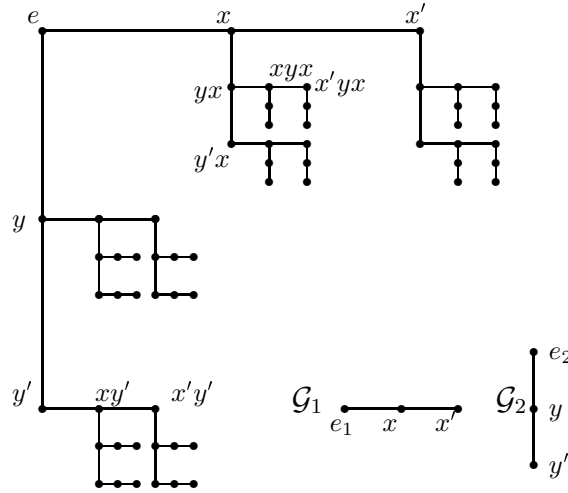 e x x′
xyx
yx x′yx
y′x
y
e₂
y′ xy′ x′y′ 𝒢₁ 𝒢₂ y
e₁ x x′
y′